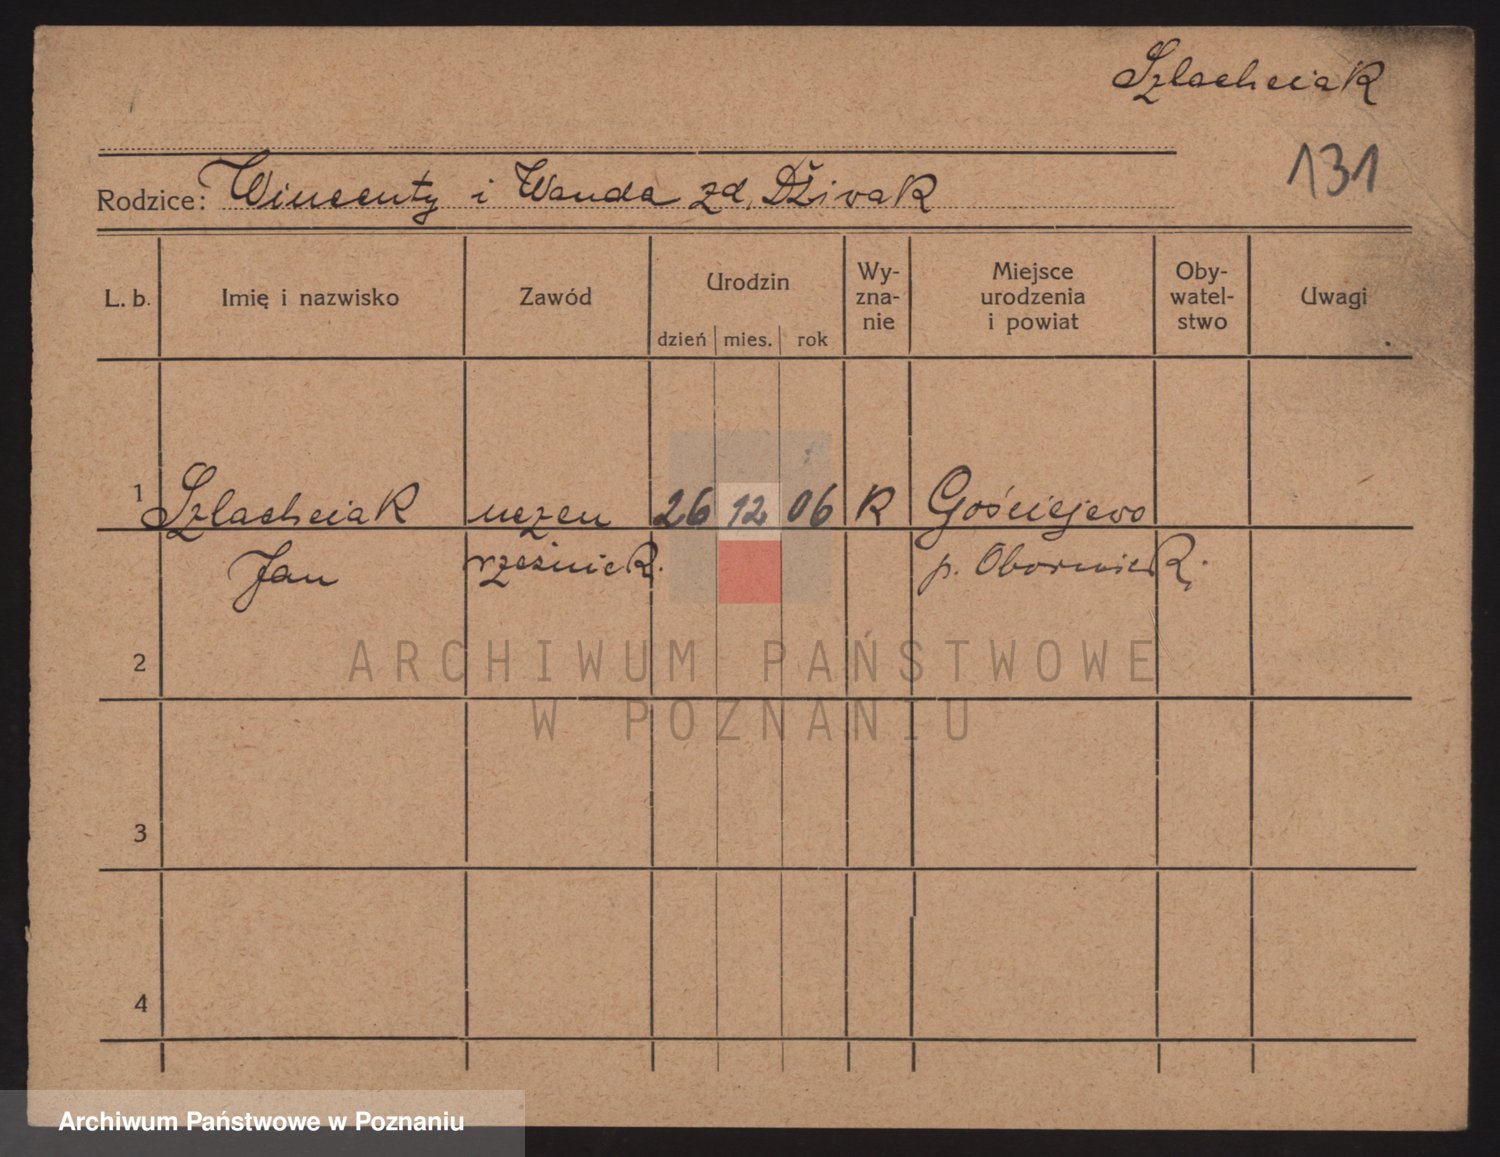 Szlachciak
131
Rodzice: Wincenty i Wanda zd. Dživak
L. b. Imię i nazwisko Zawód Urodzin dzień mies. rok Wy-zna-nie Miejsce urodzenia i powiat Oby-watel-stwo Uwagi
1 Szlachciak uczen 26 12 06 K Gościejewo
Jan rzeźnick. p. Obornick.
2
ARCHIWUM PAŃSTWOWE
W POZNANIU
3
4
Archiwum Państwowe w Poznaniu